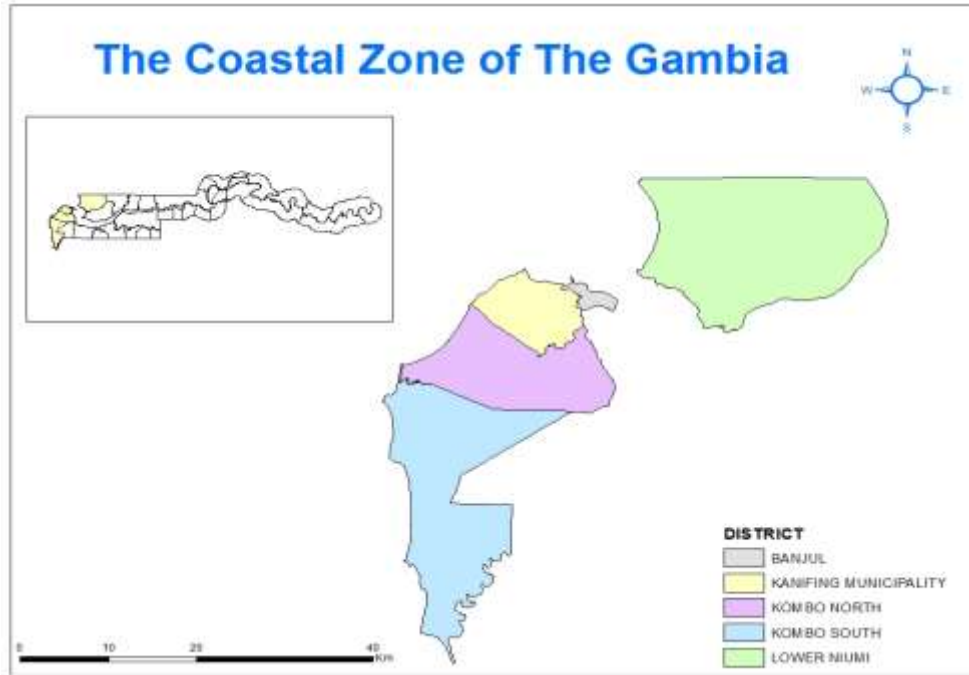 The Coastal Zone of The Gambia
N
W E
S
DISTRICT
BANJUL
KANIFING MUNICIPALITY
KOMBO NORTH
KOMBO SOUTH
LOWER NIUMI
0 10 20 40
Km